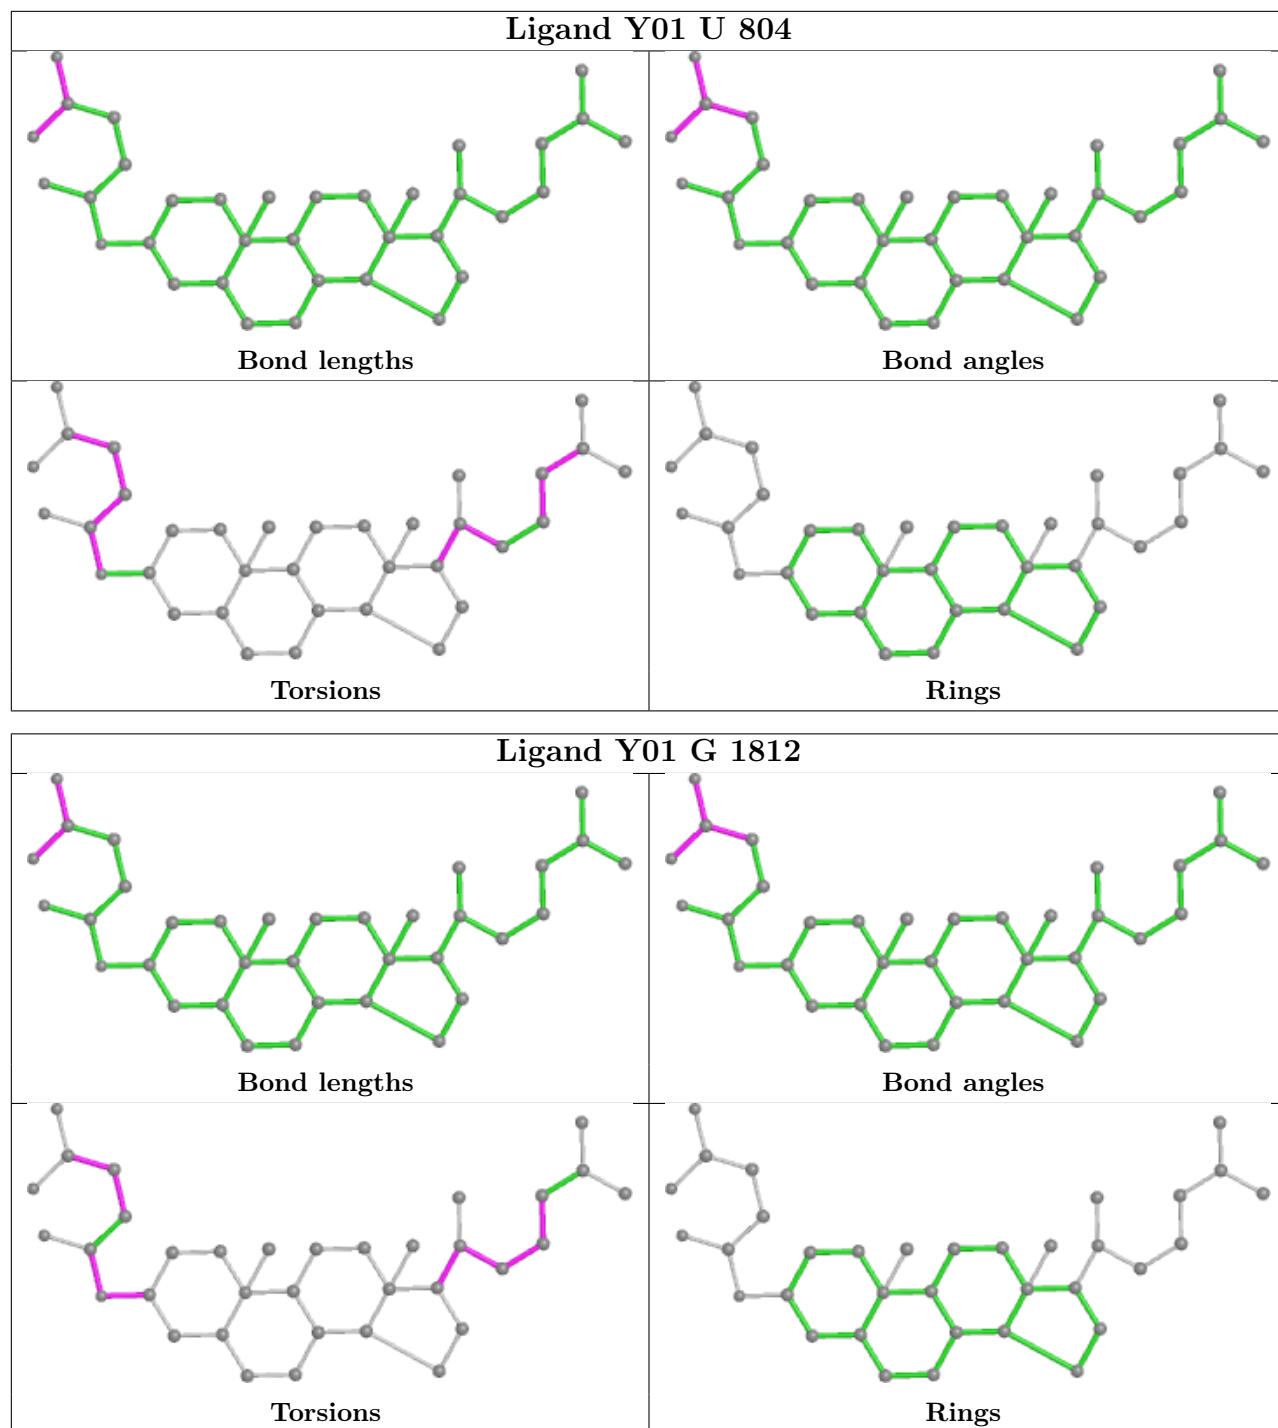 Ligand Y01 U 804
Bond lengths
Bond angles
Torsions
Rings
Ligand Y01 G 1812
Bond lengths
Bond angles
Torsions
Rings